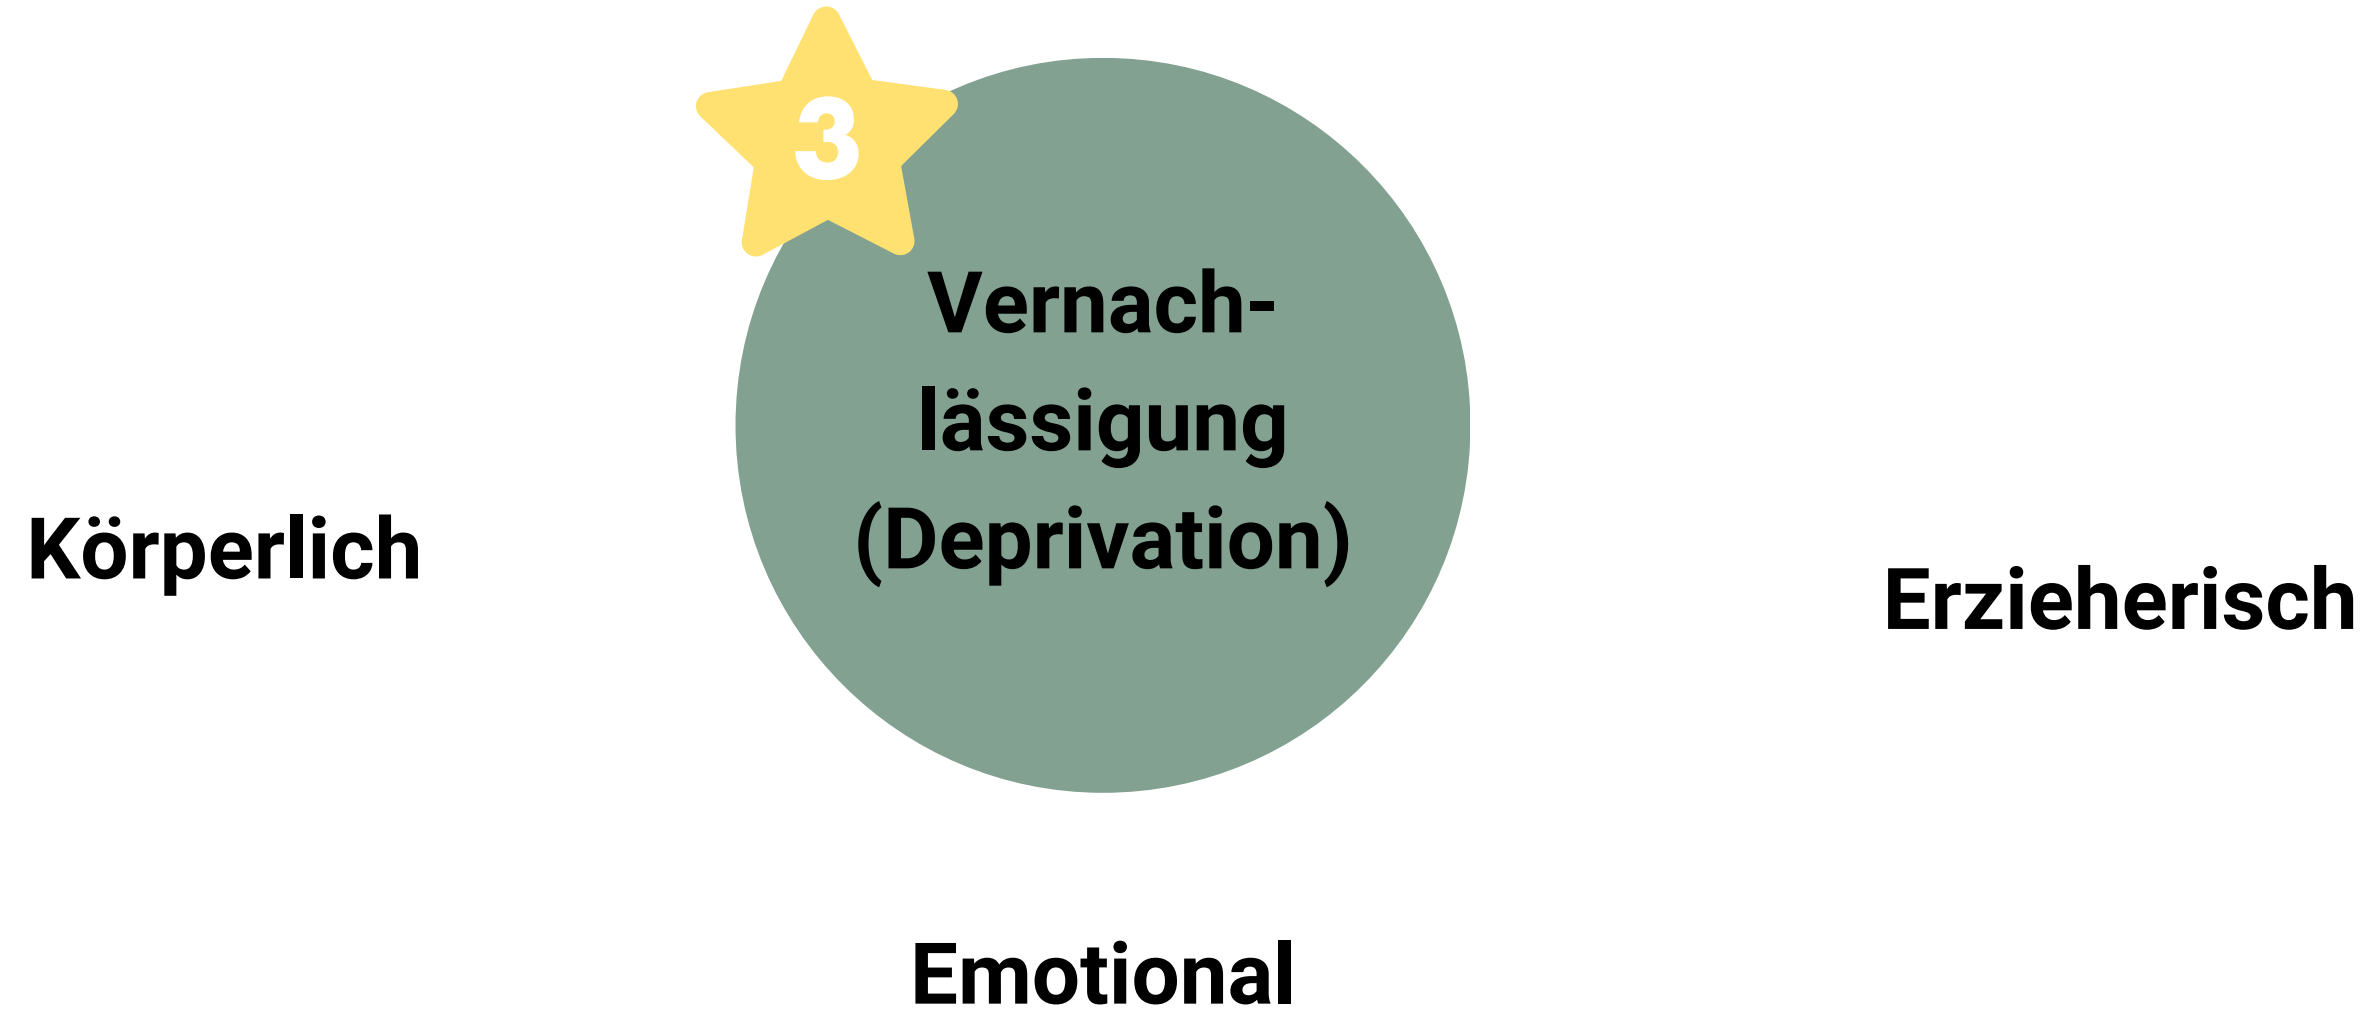 3
Vernach-
lässigung
(Deprivation)
Körperlich
Erzieherisch
Emotional